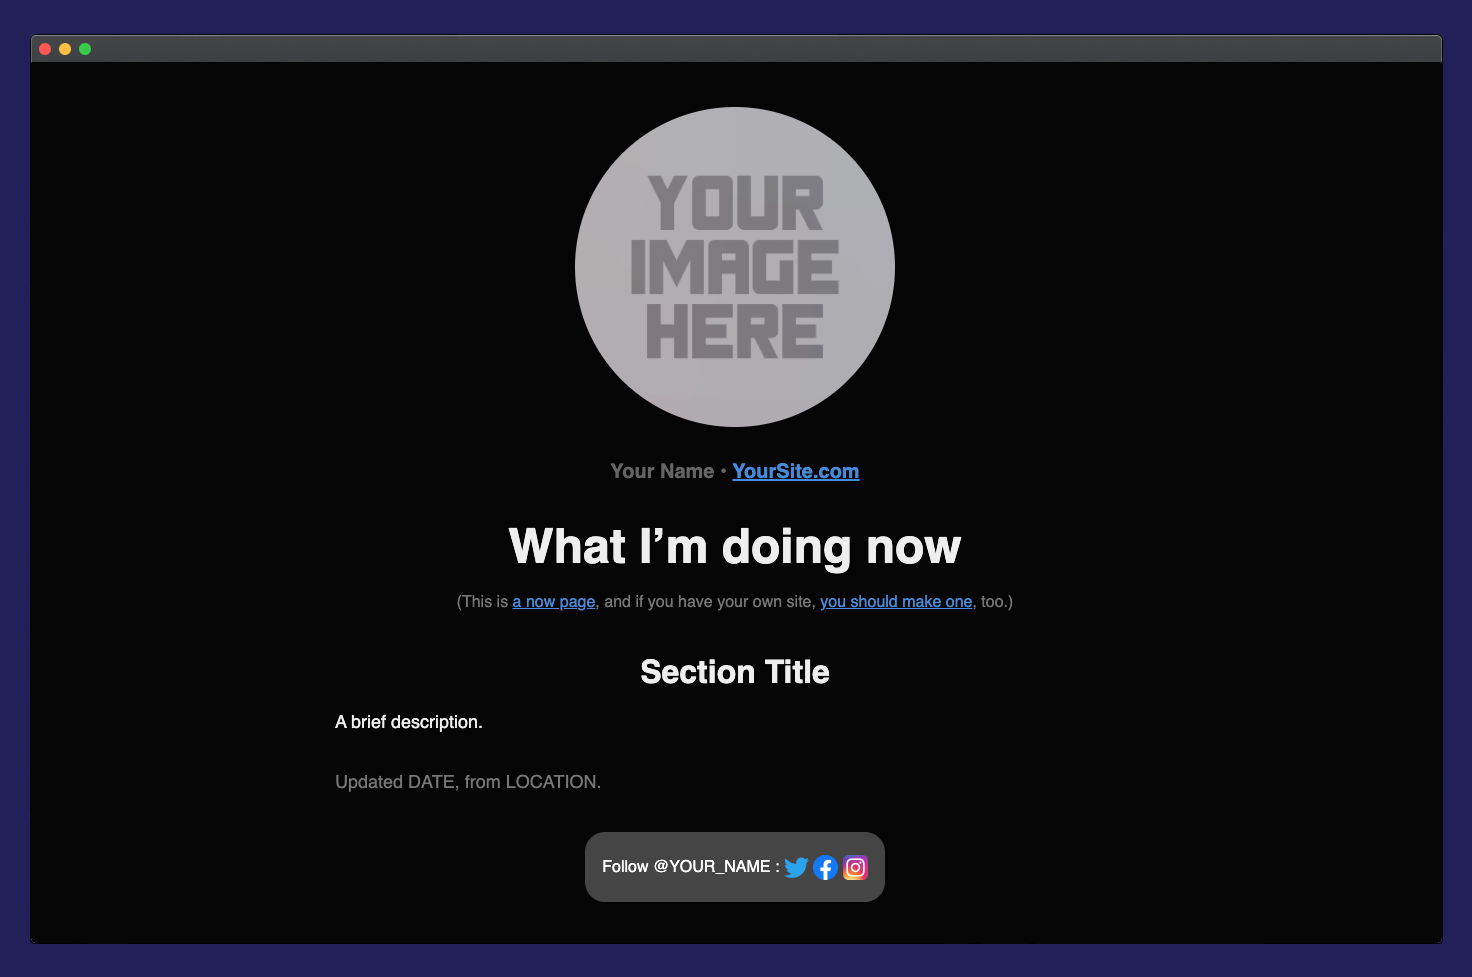 YOUR
IMAGE
HERE
Your Name • YourSite.com
What I’m doing now
(This is a now page, and if you have your own site, you should make one, too.)
Section Title
A brief description.
Updated DATE, from LOCATION.
Follow @YOUR_NAME :